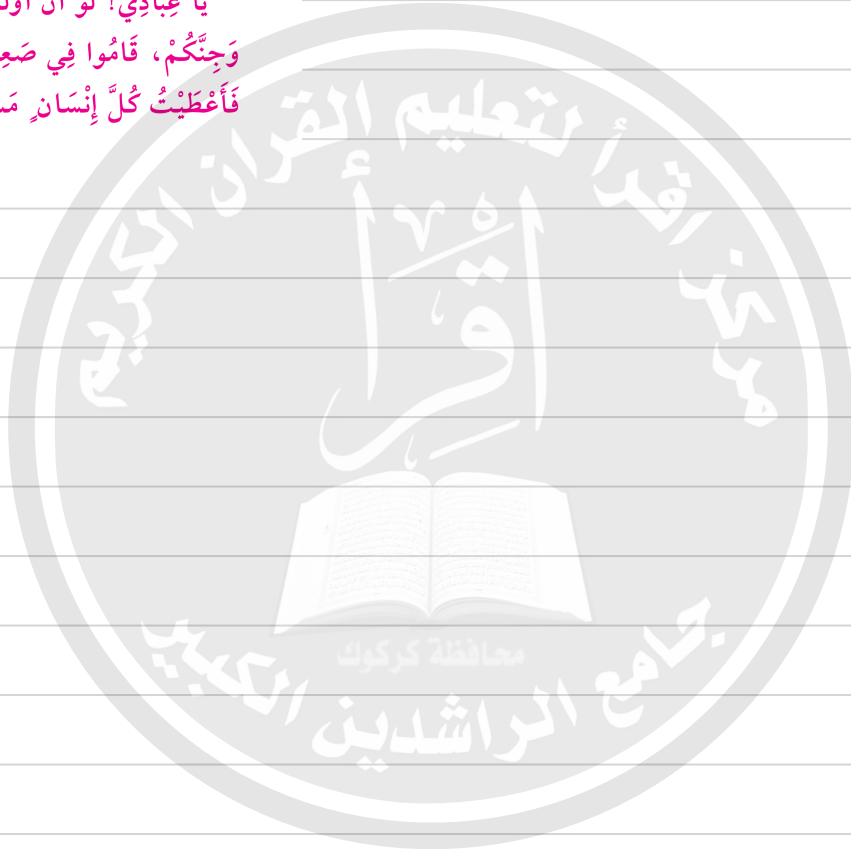 يَا عِبَادِي! لَوْ أَنَّ
وَجِنَّكُمْ، قَامُوا فِي
فَأَعْطَيْتُ كُلَّ إِنْسَانٍ
مركز اقرأ لتعليم القرآن الكريم
اقرأ
محافظة كركوك
جامع الراشدين الكبير